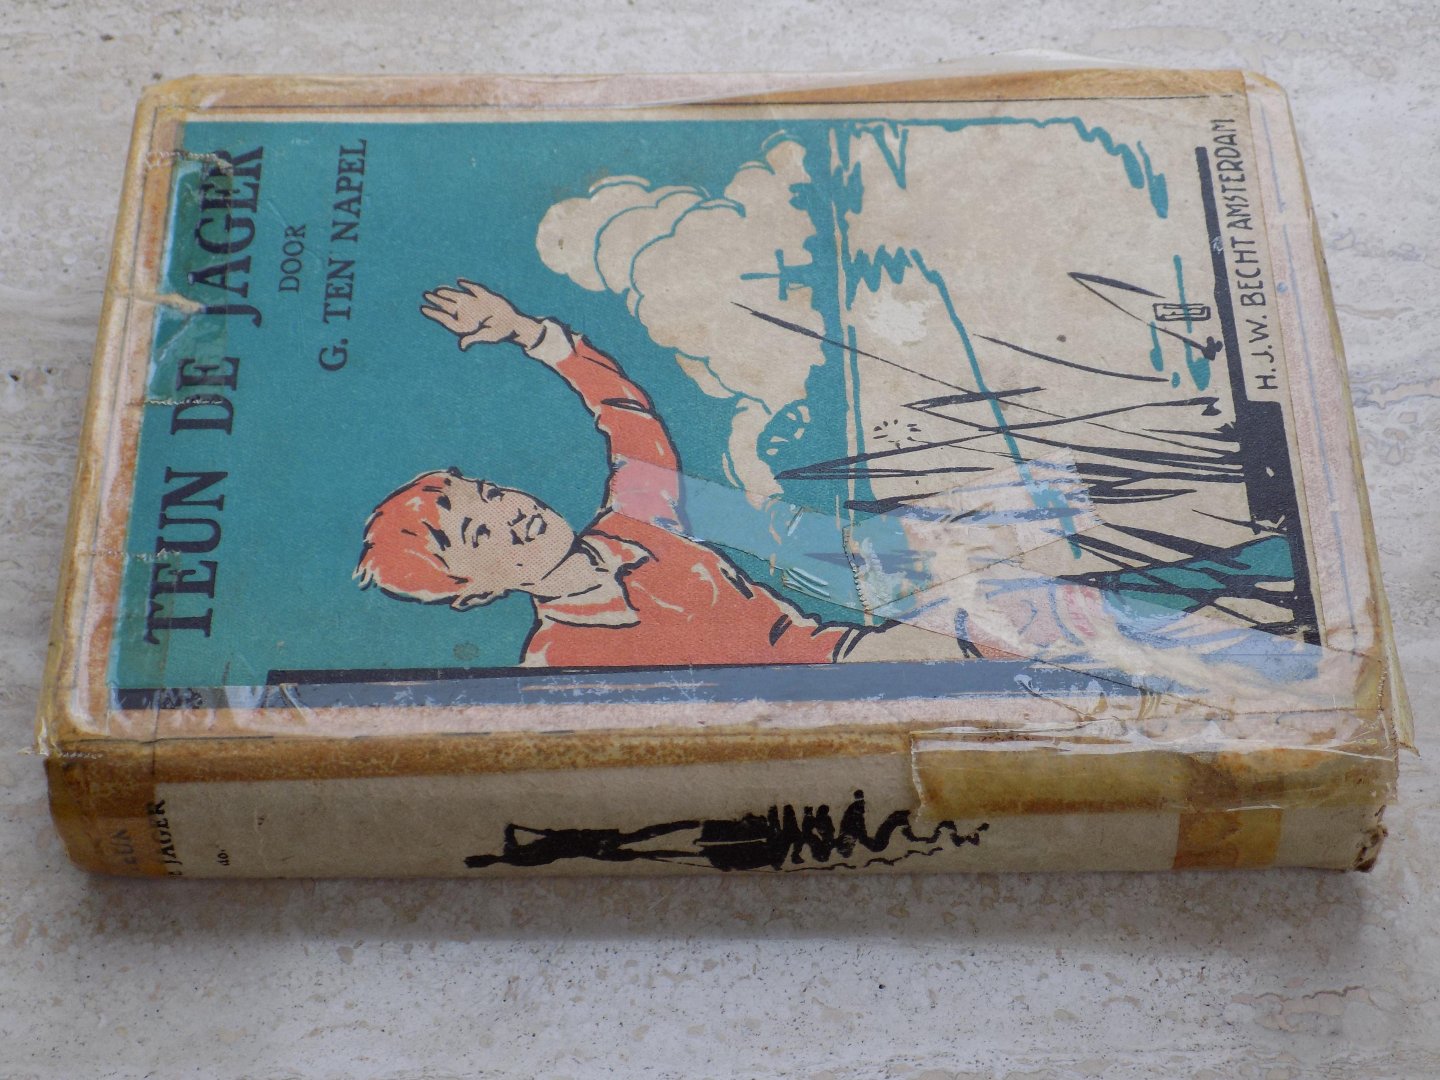 TEUN DE JAGER
DOOR
G. TEN NAPEL
H.J.W. BECHT AMSTERDAM
JAGER